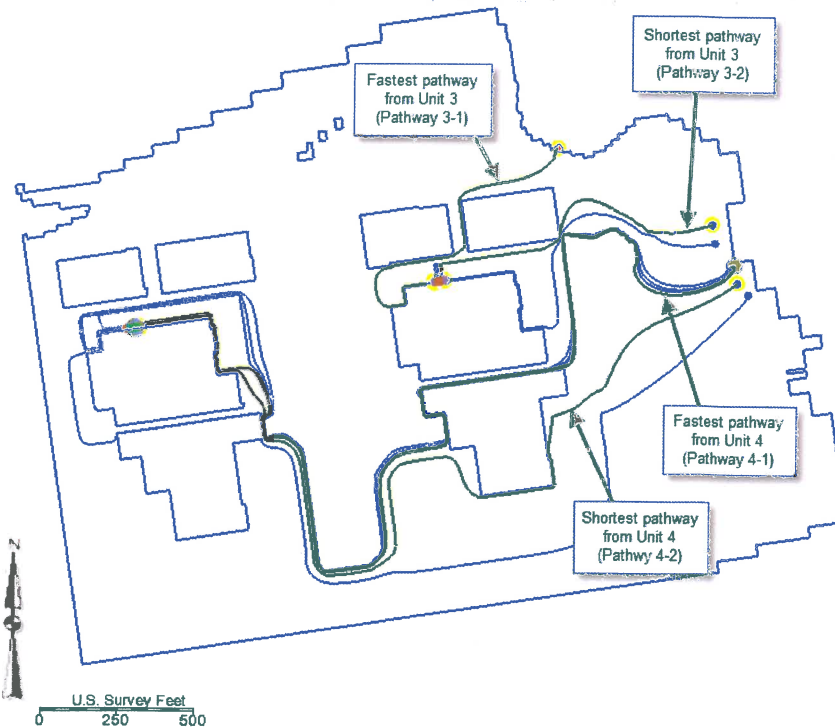 Shortest pathway
from Unit 3
(Pathway 3-2)
Fastest pathway
from Unit 3
(Pathway 3-1)
Fastest pathway
from Unit 4
(Pathway 4-1)
Shortest pathway
from Unit 4
(Pathwy 4-2)
N
U.S. Survey Feet
0 250 500